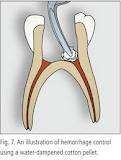 Fig. 7. An illustration of hemorrhage control
using a water-dampened cotton pellet.